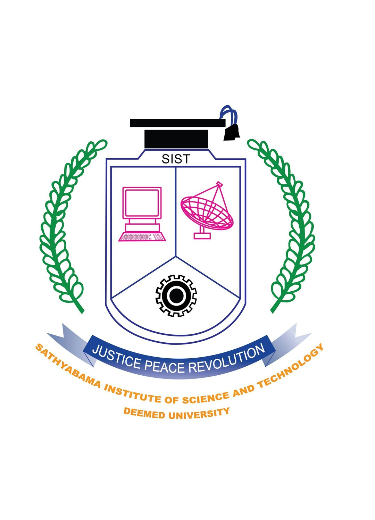 SIST
JUSTICE PEACE REVOLUTION
SATHYABAMA INSTITUTE OF SCIENCE AND TECHNOLOGY
DEEMED UNIVERSITY